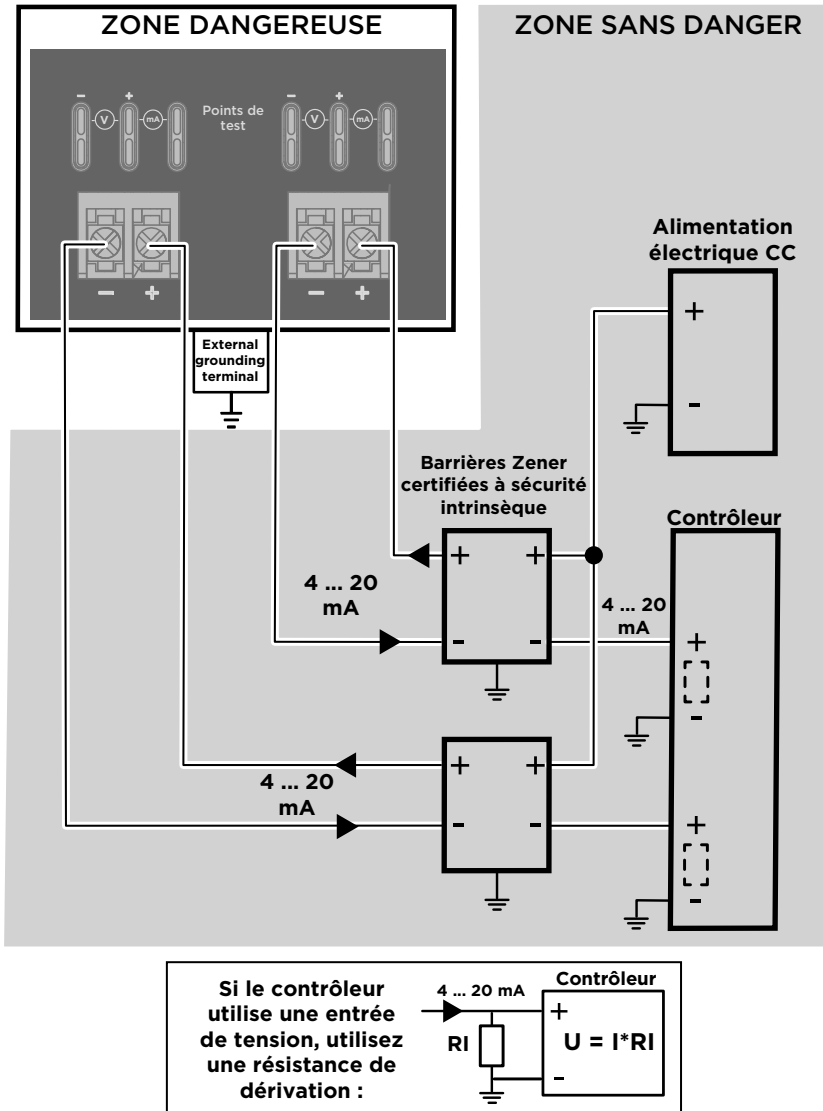 ZONE DANGEREUSE
ZONE SANS DANGER
- +
V mA
Points de
test
- +
V mA
- +
- +
External
grounding
terminal
Alimentation
électrique CC
+
-
Barrières Zener
certifiées à sécurité
intrinsèque
Contrôleur
+ +
4 ... 20
mA
4 ... 20
mA
- -
+
-
+ +
4 ... 20
mA
- -
+
-
Si le contrôleur
utilise une entrée
de tension, utilisez
une résistance de
dérivation :
4 ... 20 mA
RI
Contrôleur
+
U = I*RI
-